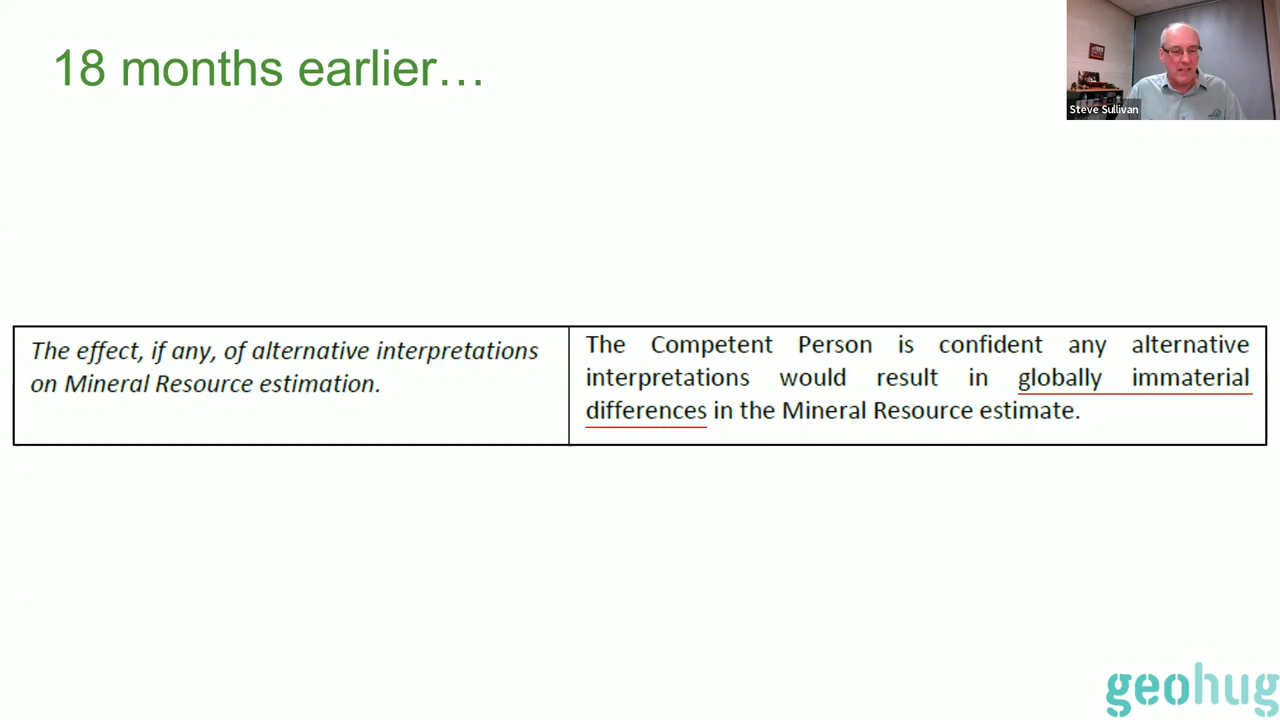 18 months earlier…
Steve Sullivan
The effect, if any, of alternative interpretations
on Mineral Resource estimation.
The Competent Person is confident any alternative
interpretations would result in globally immaterial
differences in the Mineral Resource estimate.
geohug